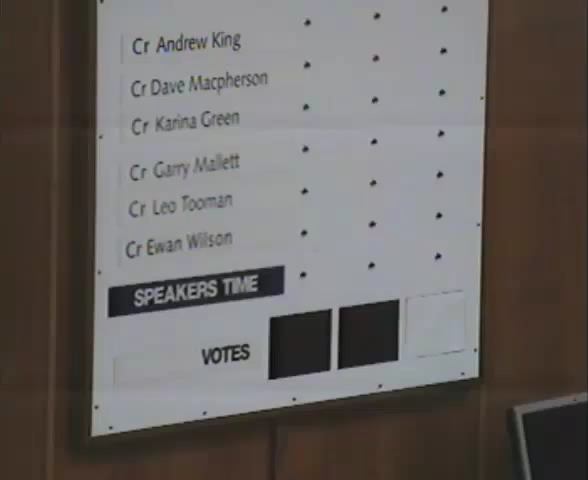 Cr Andrew King
Cr Dave Macpherson
Cr Karina Green
Cr Garry Mallett
Cr Leo Tooman
Cr Ewan Wilson
SPEAKERS TIME
VOTES